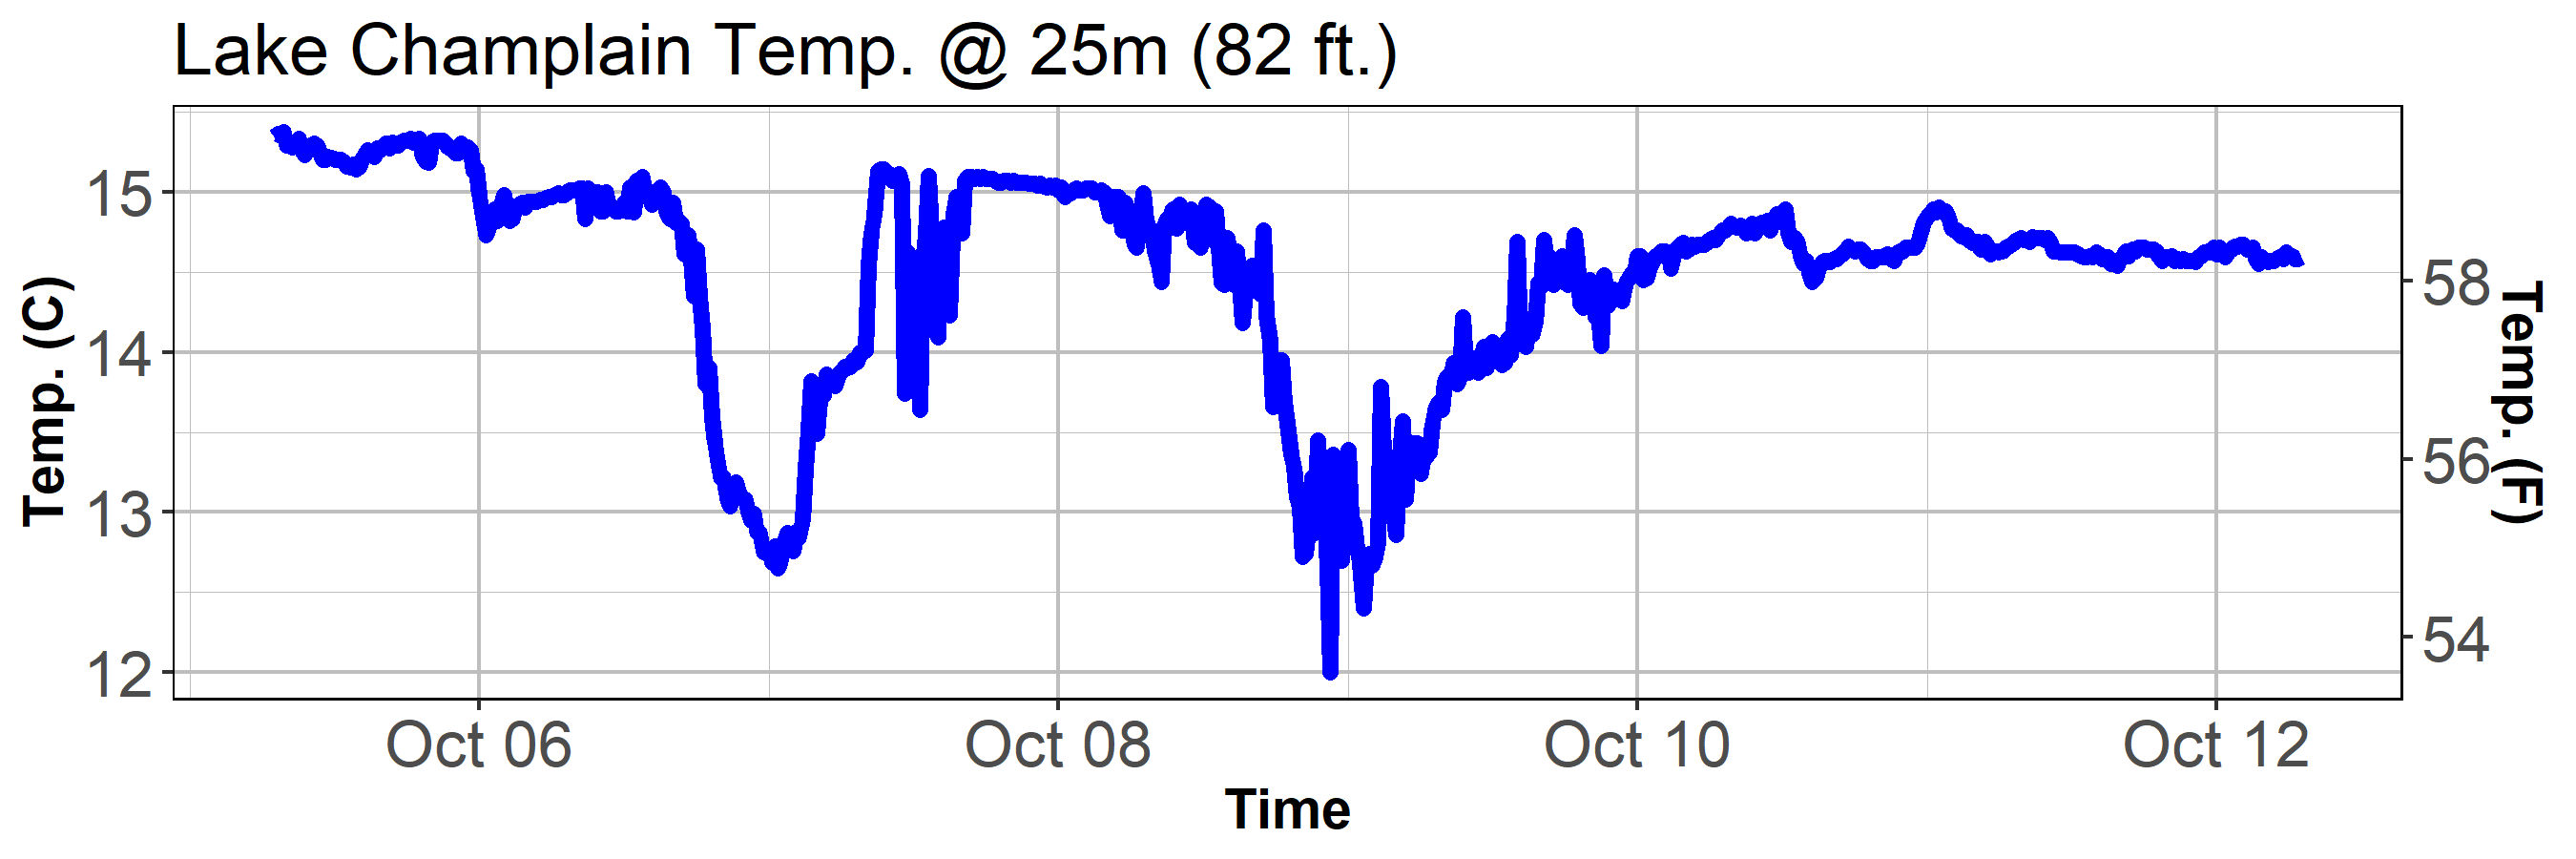 Lake Champlain Temp. @ 25m (82 ft.)
Temp. (C)
15
14
13
12
58
56
54
Temp. (F)
Oct 06
Oct 08
Oct 10
Oct 12
Time